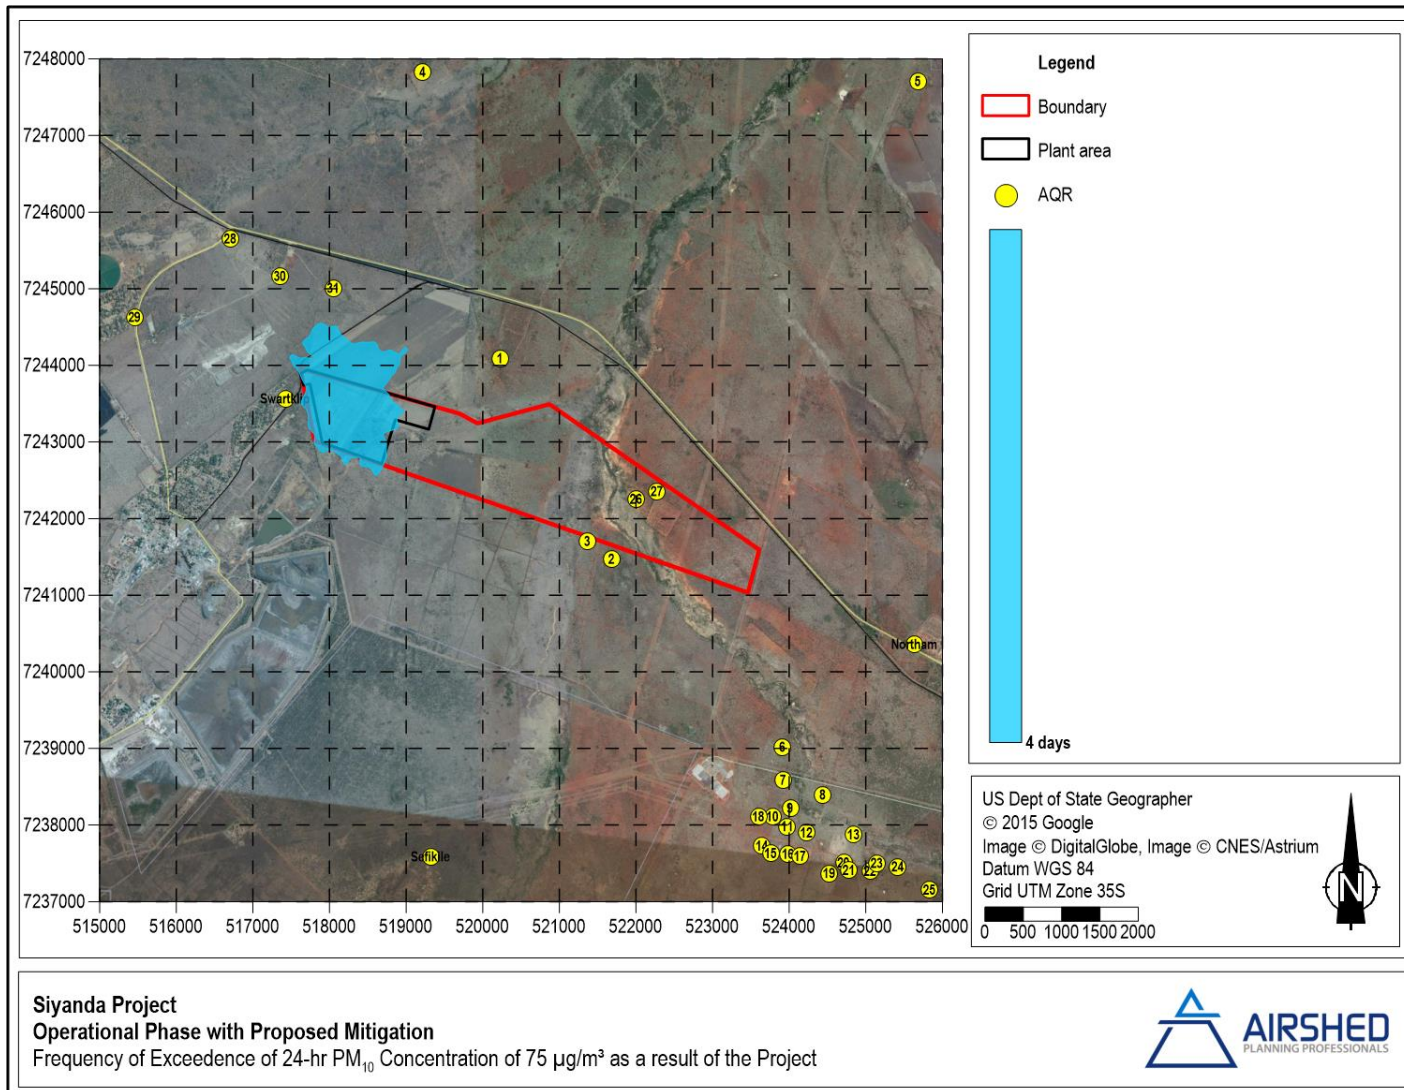 7248000
7247000
7246000
7245000
7244000
7243000
7242000
7241000
7240000
7239000
7238000
7237000
515000
516000
517000
518000
519000
520000
521000
522000
523000
524000
525000
526000
4
5
28
30
31
29
1
Swartklip
26
27
3
2
Northam
6
7
8
9
18
10
11
12
13
14
15
16
17
20
23
19
21
22
24
25
Sefikile
Legend
Boundary
Plant area
AQR
4 days
US Dept of State Geographer
© 2015 Google
Image © DigitalGlobe, Image © CNES/Astrium
Datum WGS 84
Grid UTM Zone 35S
0 500 1000 1500 2000
N
Siyanda Project
Operational Phase with Proposed Mitigation
Frequency of Exceedence of 24-hr PM₁₀ Concentration of 75 µg/m³ as a result of the Project
AIRSHED
PLANNING PROFESSIONALS